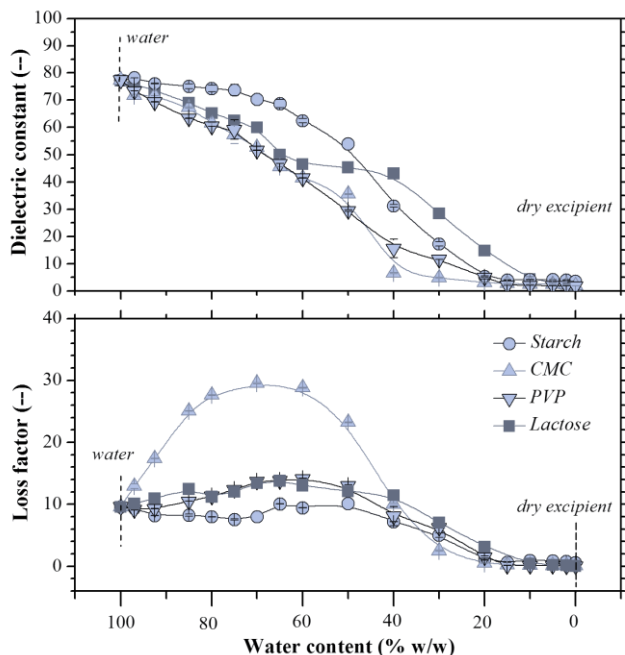 Dielectric constant (--)
100
90
80
70
60
50
40
30
20
10
0
water
dry excipient
Loss factor (--)
40
30
20
10
0
water
Starch
CMC
PVP
Lactose
dry excipient
100
80
60
40
20
0
Water content (% w/w)